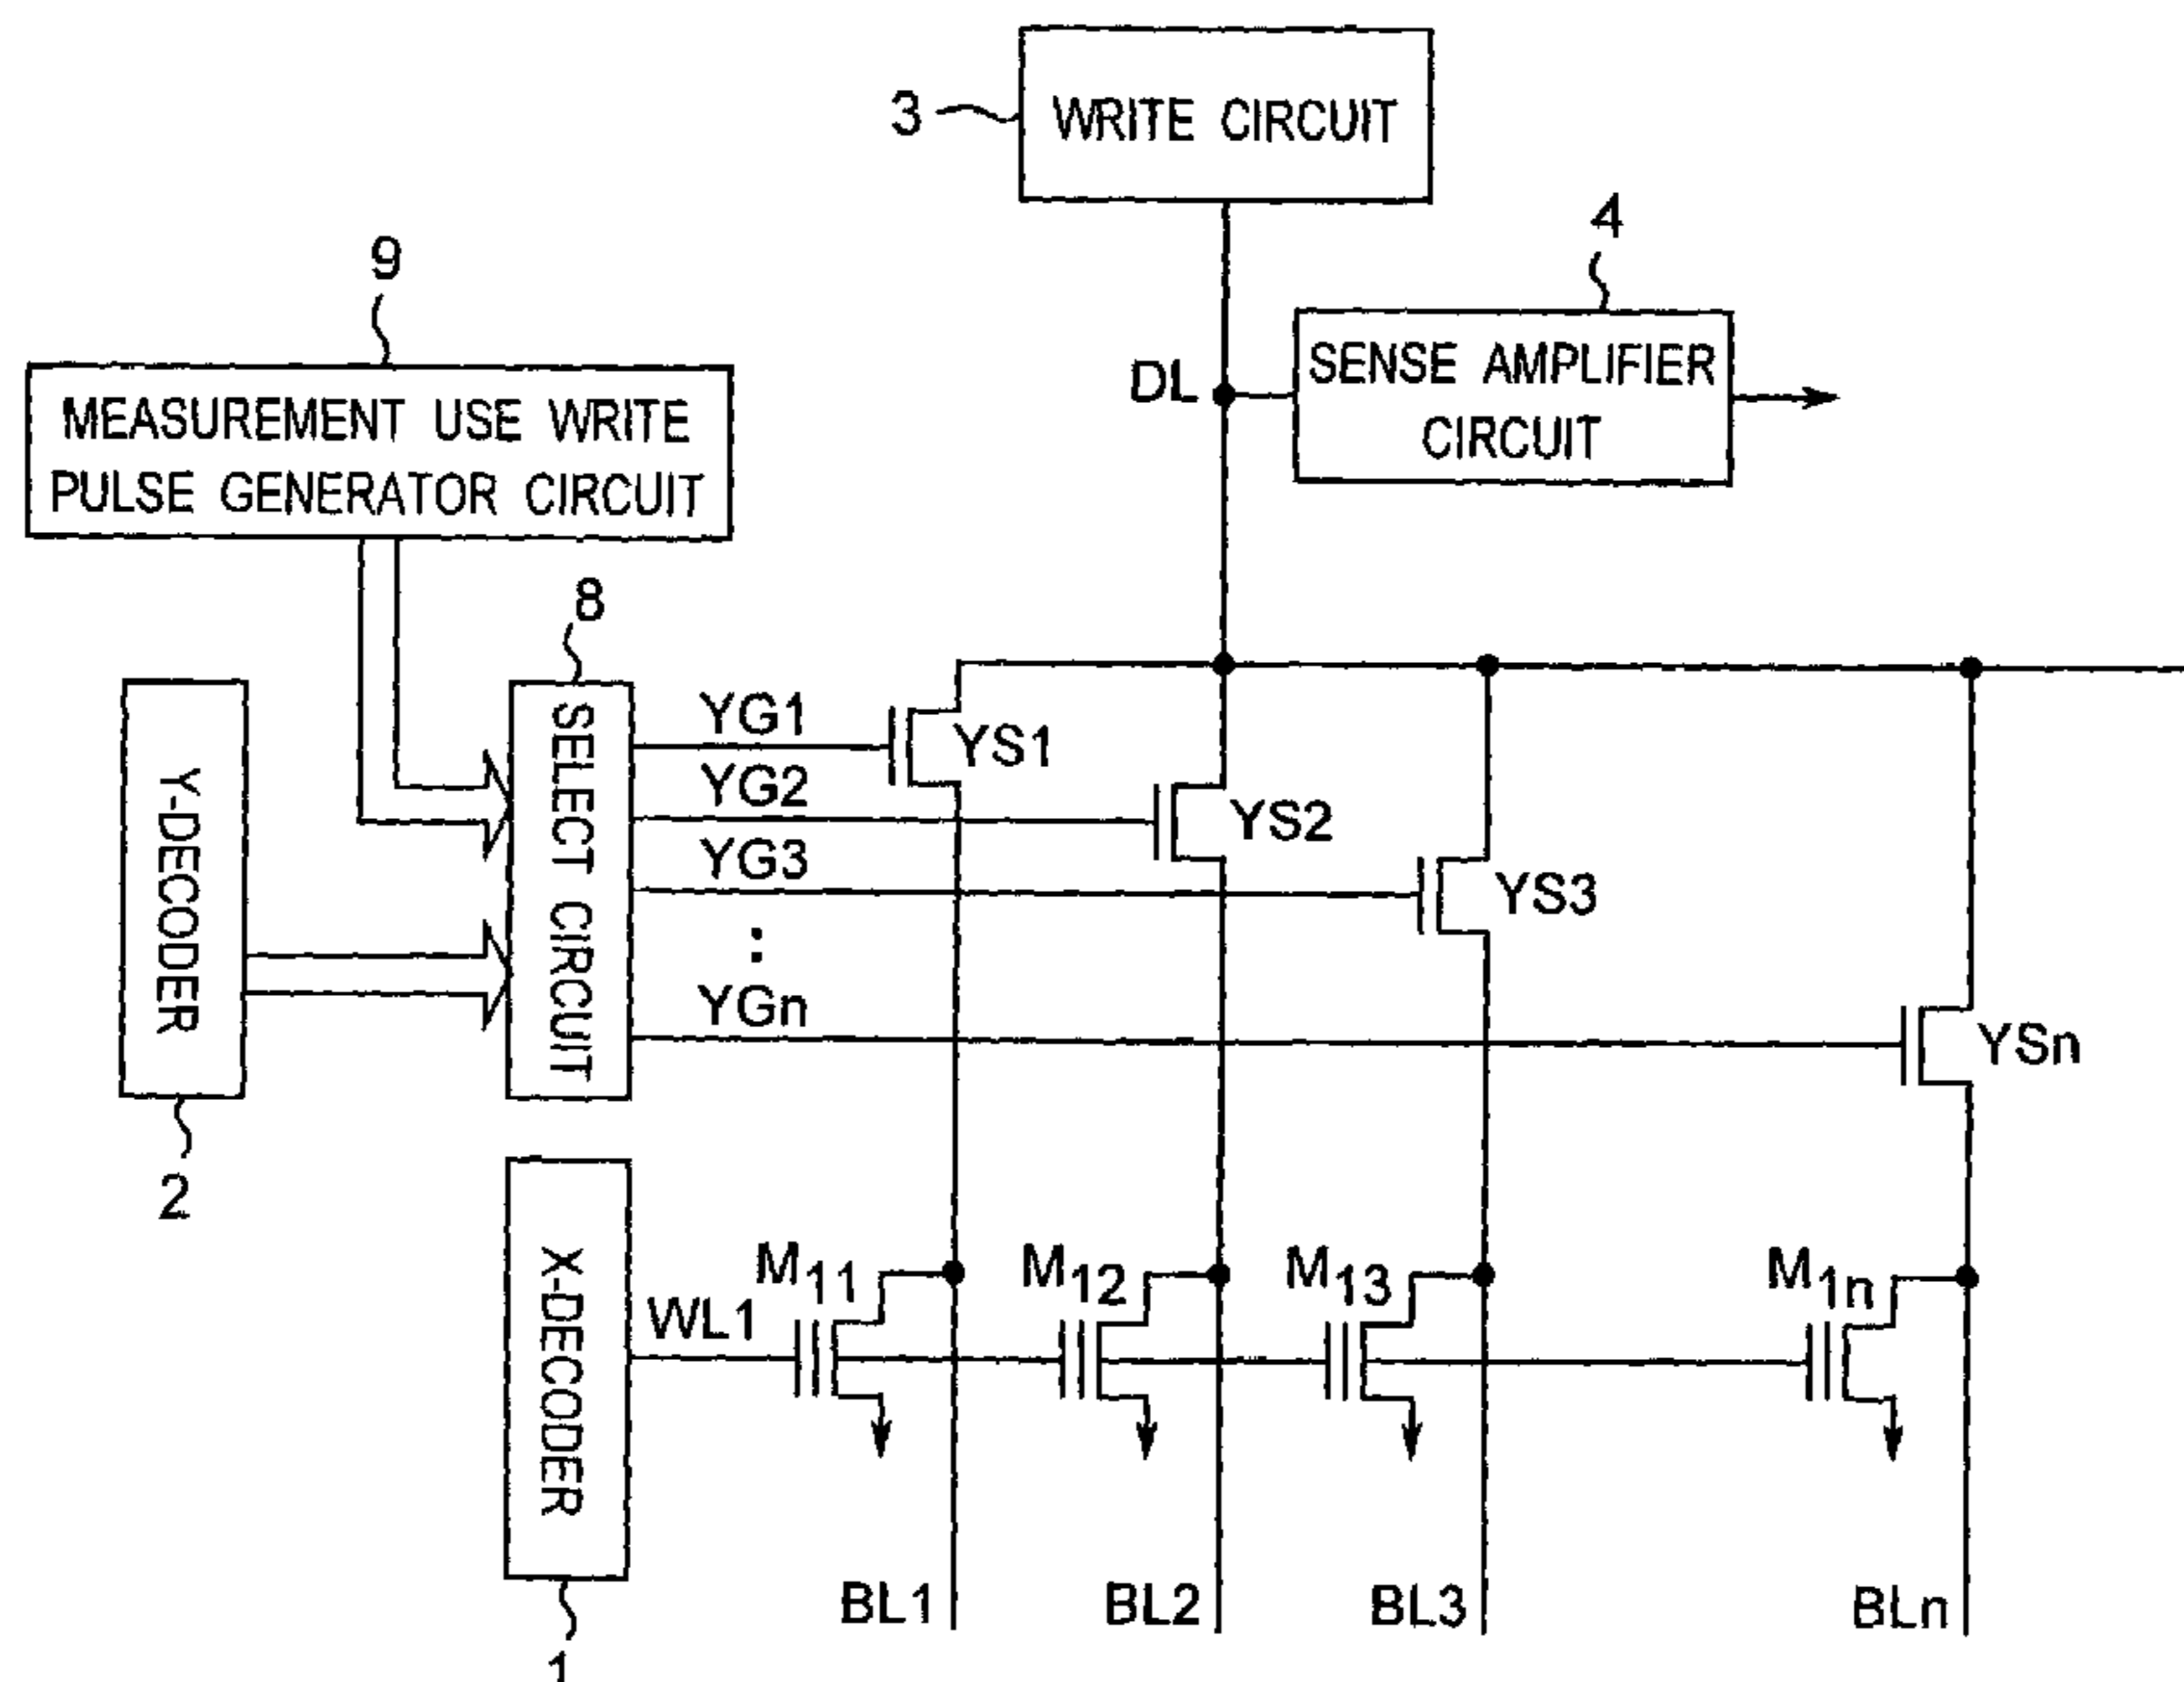 3
WRITE CIRCUIT
4
9
DL
SENSE AMPLIFIER
CIRCUIT
MEASUREMENT USE WRITE
PULSE GENERATOR CIRCUIT
8
YG1
YS1
YG2
YS2
YG3
YS3
:
YGn
YSn
Y-DECODER
SELECT CIRCUIT
2
X-DECODER
WL1
M11
M12
M13
M1n
BL1
BL2
BL3
BLn
1